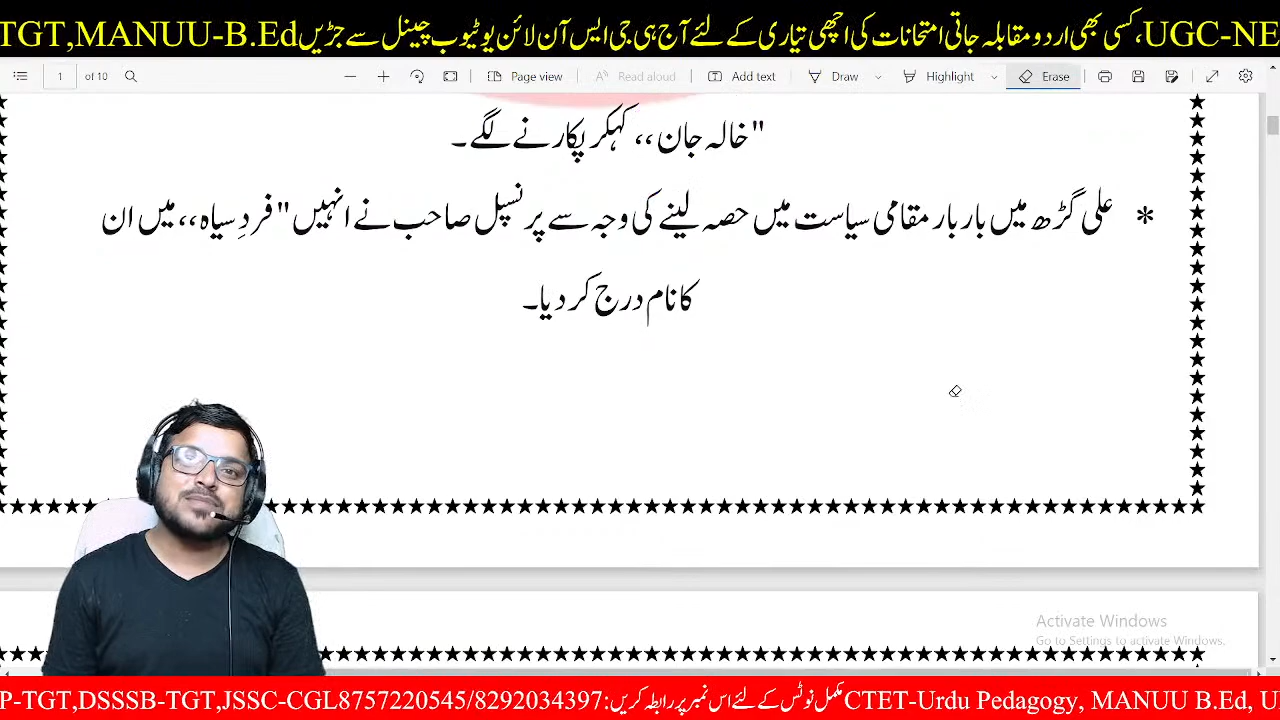 UGC-NE، کسی بھی اردو مقابلہ جاتی امتحانات کی اچھی تیاری کے لئے آج ہی جی ایس آن لائن یوٹیوب چینل سے جڑیں TGT,MANUU-B.Ed
1 of 10 Page view Read aloud Add text Draw Highlight Erase
"خالہ جان،، کہکر پکارنے لگے۔
* علی گڑھ میں بار بار مقامی سیاست میں حصہ لینے کی وجہ سے پرنسپل صاحب نے انہیں "فردِ سیاہ،، میں ان
کا نام درج کر دیا۔
Activate Windows
Go to Settings to activate Windows.
P-TGT,DSSSB-TGT,JSSC-CGL8757220545/8292034397: مکمل نوٹس کے لئے اس نمبر پر رابطہ کریں CTET-Urdu Pedagogy, MANUU B.Ed, U